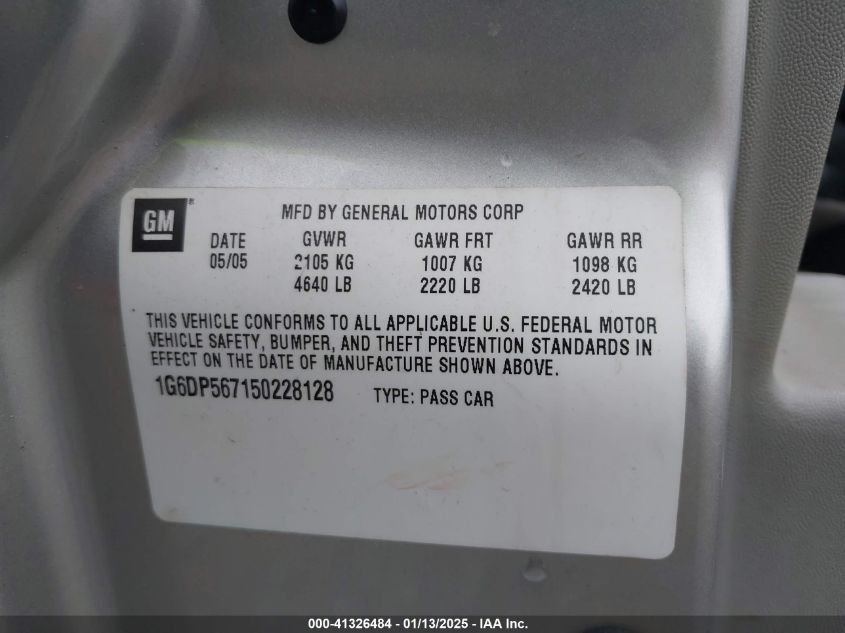 GM ®
MFD BY GENERAL MOTORS CORP
DATE GVWR GAWR FRT GAWR RR
05/05 2105 KG 1007 KG 1098 KG
4640 LB 2220 LB 2420 LB
THIS VEHICLE CONFORMS TO ALL APPLICABLE U.S. FEDERAL MOTOR
VEHICLE SAFETY, BUMPER, AND THEFT PREVENTION STANDARDS IN
EFFECT ON THE DATE OF MANUFACTURE SHOWN ABOVE.
1G6DP567150228128 TYPE: PASS CAR
000-41326484 - 01/13/2025 - IAA Inc.